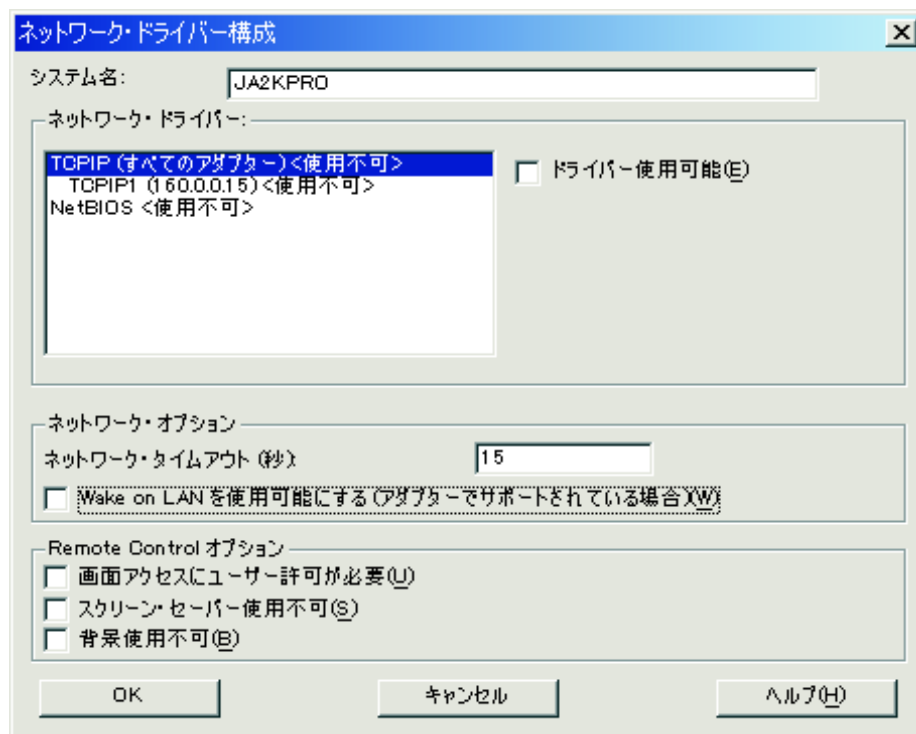 ネットワーク・ドライバー構成
システム名:
JA2KPRO
ネットワーク・ドライバー:
TCPIP (すべてのアダプター)<使用不可>
TCPIP1 (160.0.0.15)<使用不可>
NetBIOS <使用不可>
ドライバー使用可能(E)
ネットワーク・オプション
ネットワーク・タイムアウト (秒):
15
Wake on LAN を使用可能にする(アダプターでサポートされている場合)(W)
Remote Control オプション
画面アクセスにユーザー許可が必要(U)
スクリーン・セーバー使用不可(S)
背景使用不可(B)
OK
キャンセル
ヘルプ(H)